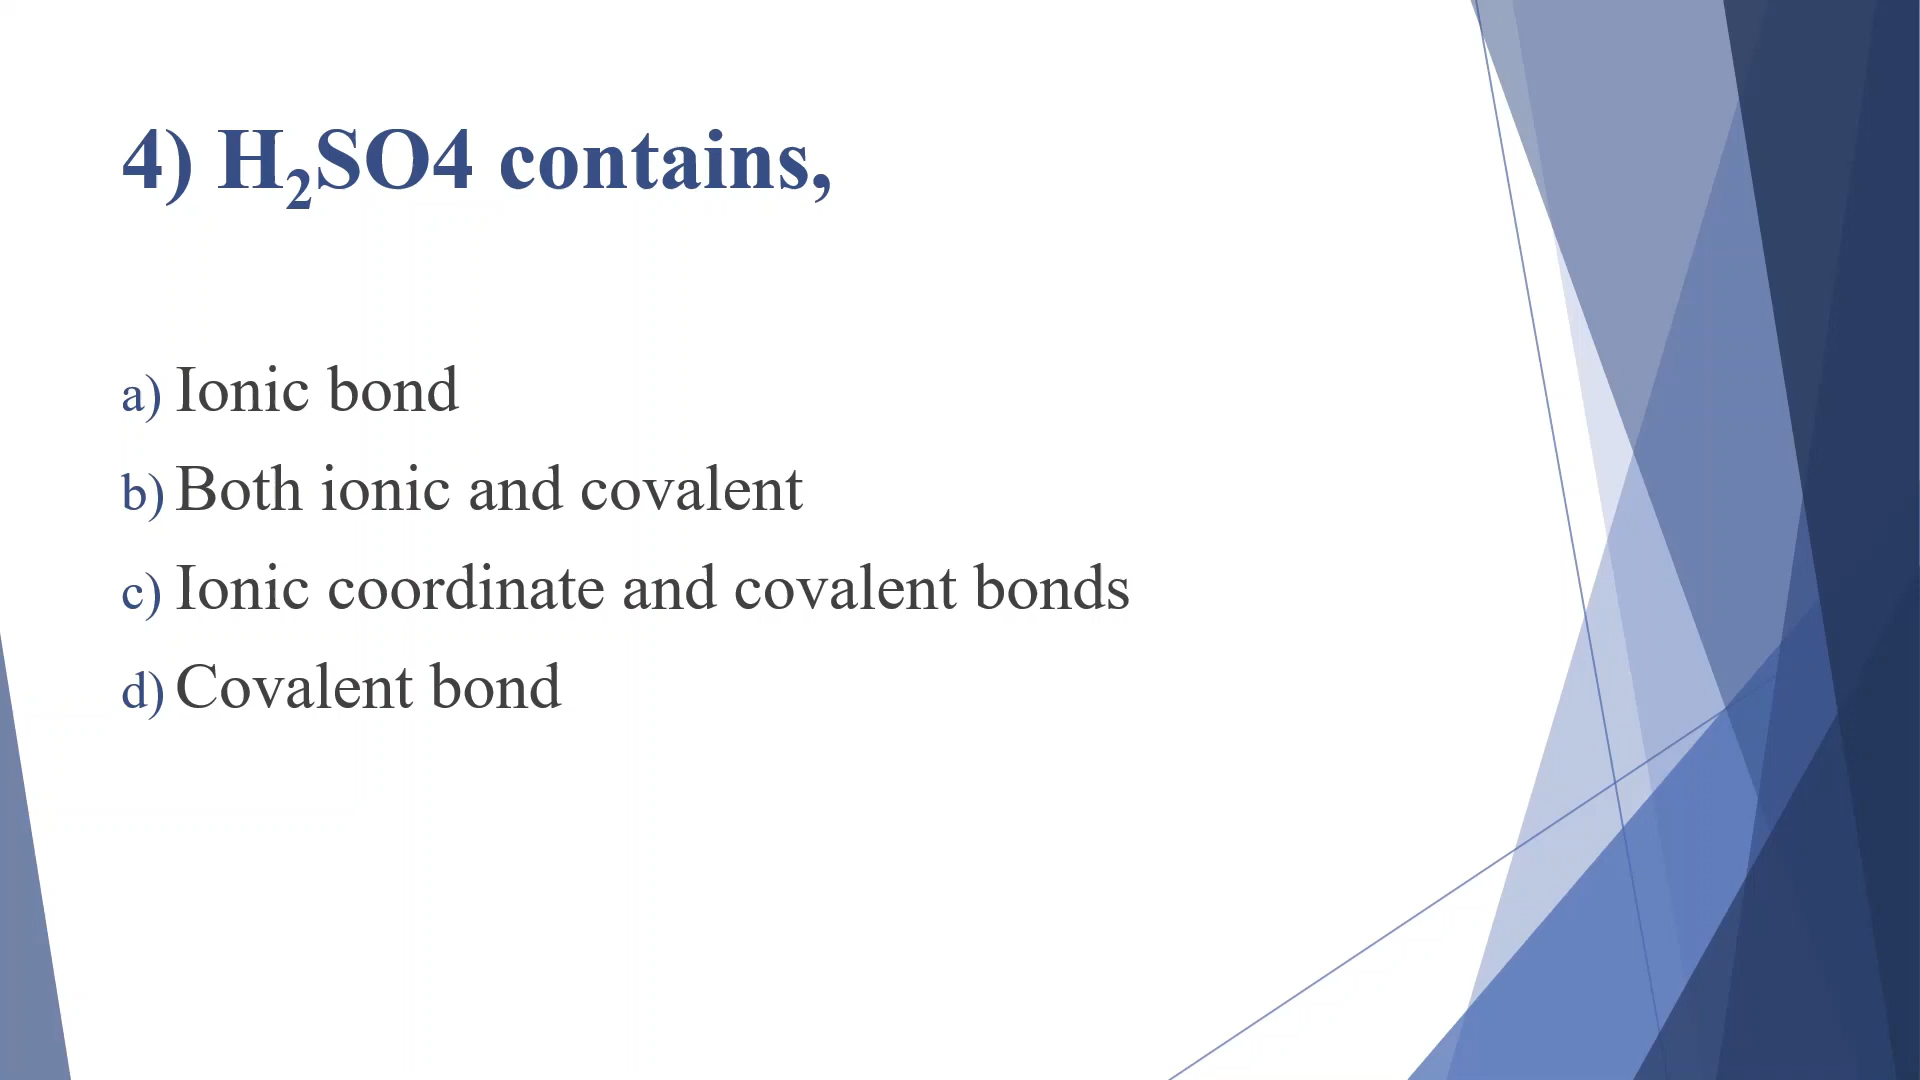 4) H₂SO4 contains,
a) Ionic bond
b) Both ionic and covalent
c) Ionic coordinate and covalent bonds
d) Covalent bond